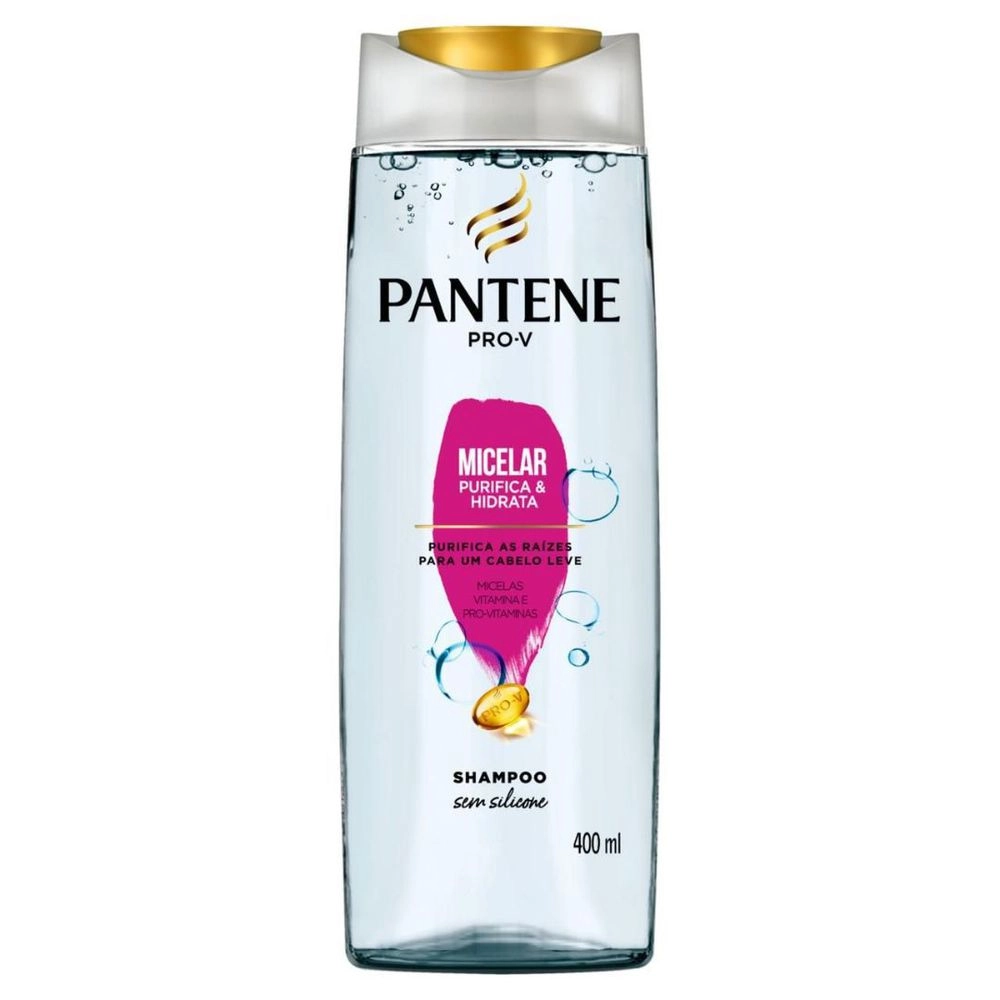 PANTENE
PRO-V
MICELAR
PURIFICA &
HIDRATA
PURIFICA AS RAÍZES
PARA UM CABELO LEVE
MICELAS
VITAMINA E
PRO-VITAMINAS
PRO-V
SHAMPOO
sem silicone
400 ml